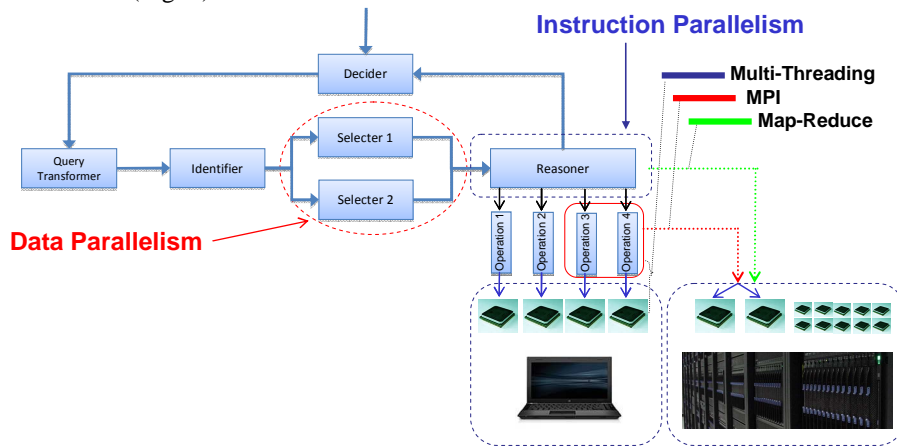 Instruction Parallelism
Multi-Threading
MPI
Map-Reduce
Decider
Selecter 1
Query
Transformer
Identifier
Reasoner
Selecter 2
Data Parallelism
Operation 1
Operation 2
Operation 3
Operation 4